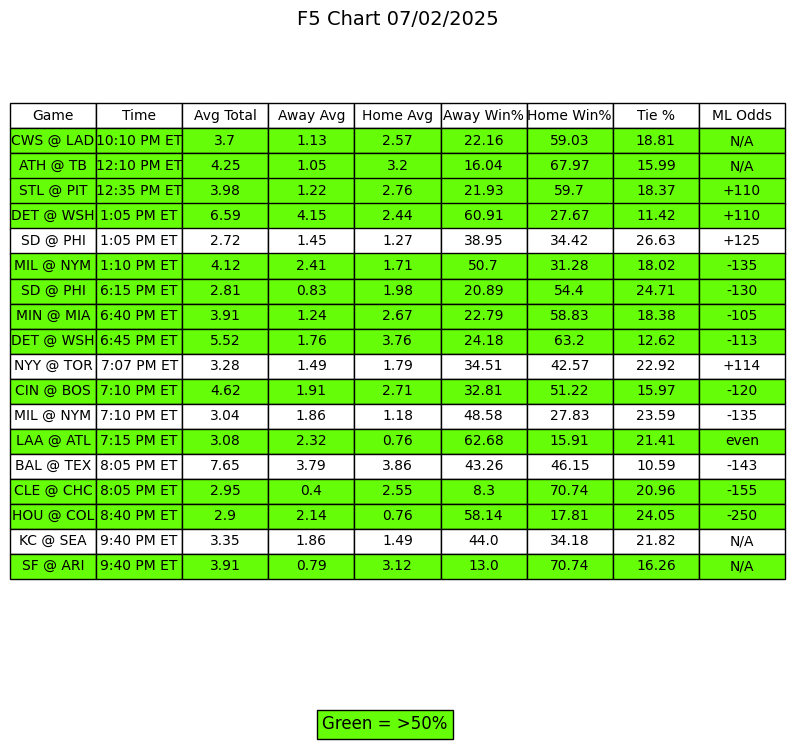 F5 Chart 07/02/2025
Game Time Avg Total Away Avg Home Avg Away Win% Home Win% Tie % ML Odds
CWS @ LAD 10:10 PM ET 3.7 1.13 2.57 22.16 59.03 18.81 N/A
ATH @ TB 12:10 PM ET 4.25 1.05 3.2 16.04 67.97 15.99 N/A
STL @ PIT 12:35 PM ET 3.98 1.22 2.76 21.93 59.7 18.37 +110
DET @ WSH 1:05 PM ET 6.59 4.15 2.44 60.91 27.67 11.42 +110
SD @ PHI 1:05 PM ET 2.72 1.45 1.27 38.95 34.42 26.63 +125
MIL @ NYM 1:10 PM ET 4.12 2.41 1.71 50.7 31.28 18.02 -135
SD @ PHI 6:15 PM ET 2.81 0.83 1.98 20.89 54.4 24.71 -130
MIN @ MIA 6:40 PM ET 3.91 1.24 2.67 22.79 58.83 18.38 -105
DET @ WSH 6:45 PM ET 5.52 1.76 3.76 24.18 63.2 12.62 -113
NYY @ TOR 7:07 PM ET 3.28 1.49 1.79 34.51 42.57 22.92 +114
CIN @ BOS 7:10 PM ET 4.62 1.91 2.71 32.81 51.22 15.97 -120
MIL @ NYM 7:10 PM ET 3.04 1.86 1.18 48.58 27.83 23.59 -135
LAA @ ATL 7:15 PM ET 3.08 2.32 0.76 62.68 15.91 21.41 even
BAL @ TEX 8:05 PM ET 7.65 3.79 3.86 43.26 46.15 10.59 -143
CLE @ CHC 8:05 PM ET 2.95 0.4 2.55 8.3 70.74 20.96 -155
HOU @ COL 8:40 PM ET 2.9 2.14 0.76 58.14 17.81 24.05 -250
KC @ SEA 9:40 PM ET 3.35 1.86 1.49 44.0 34.18 21.82 N/A
SF @ ARI 9:40 PM ET 3.91 0.79 3.12 13.0 70.74 16.26 N/A
Green = >50%